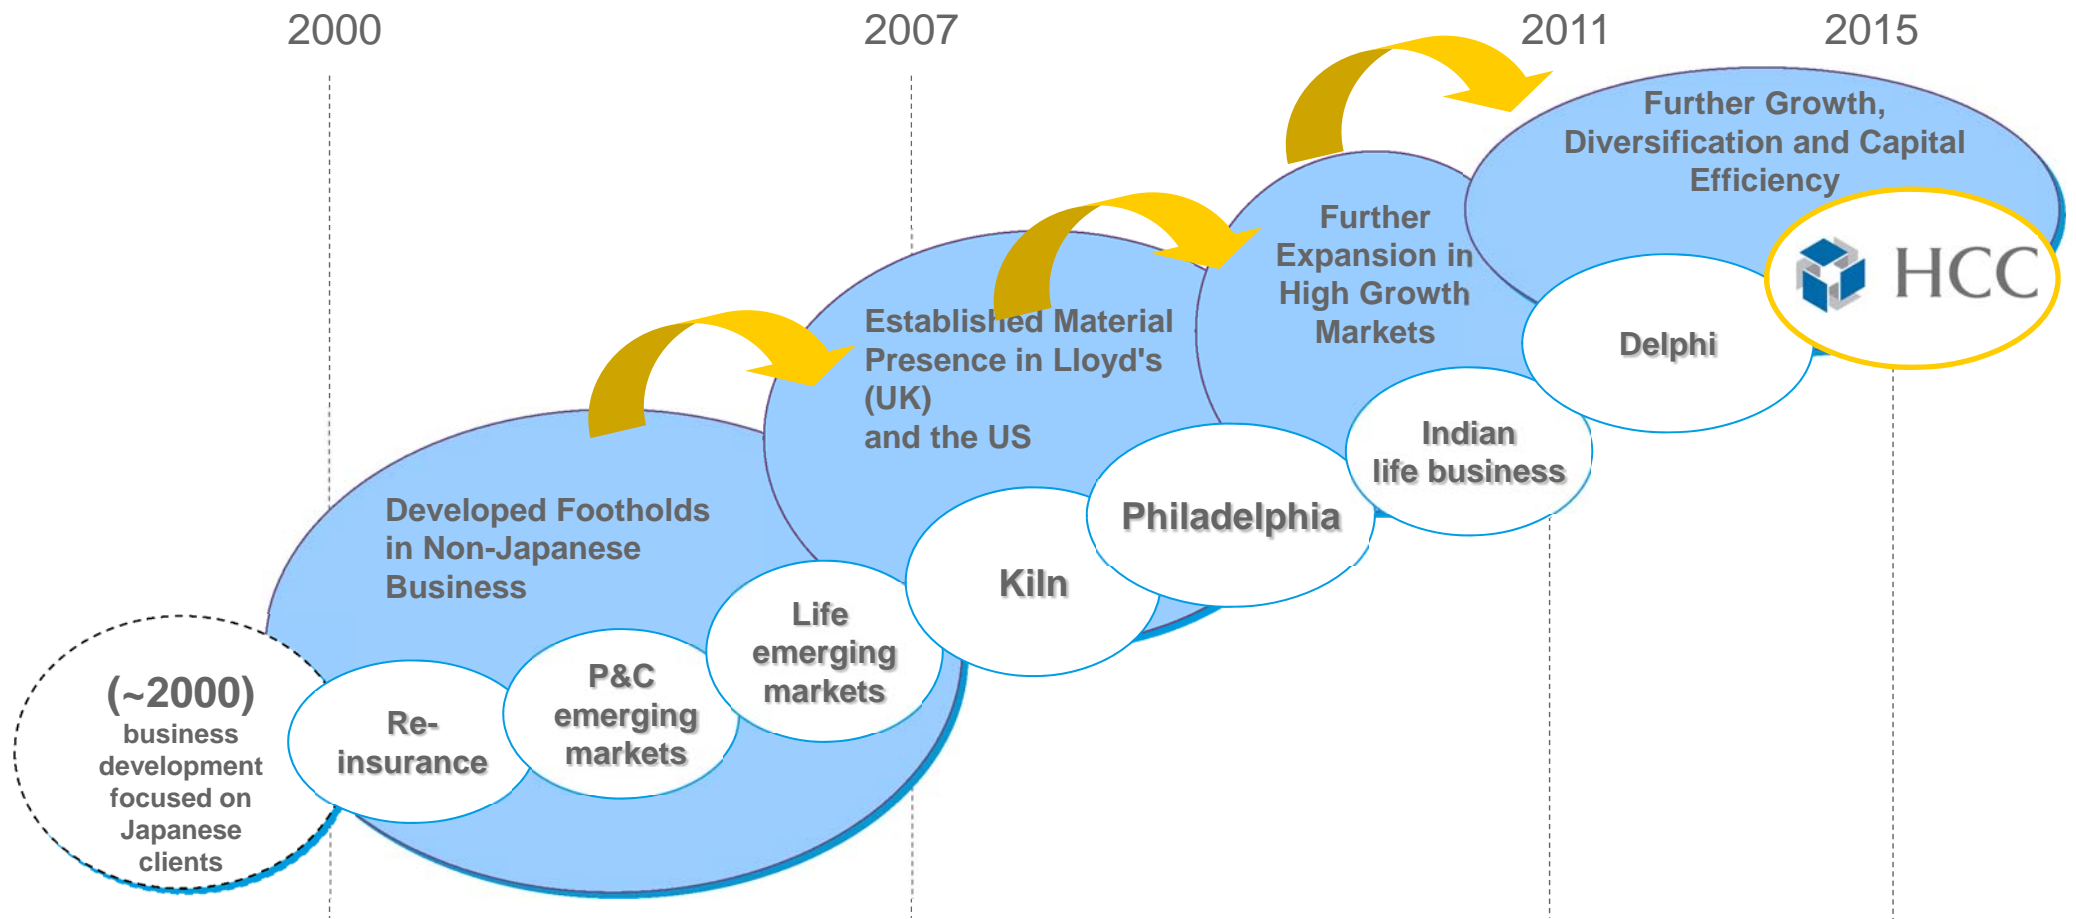 2000
2007
2011
2015
Further Growth,
Diversification and Capital
Efficiency
HCC
Further
Expansion in
High Growth
Markets
Delphi
Established Material
Presence in Lloyd's
(UK)
and the US
Indian
life business
Philadelphia
Developed Footholds
in Non-Japanese
Business
Kiln
Life
emerging
markets
P&C
emerging
markets
Re-
insurance
(~2000)
business
development
focused on
Japanese
clients